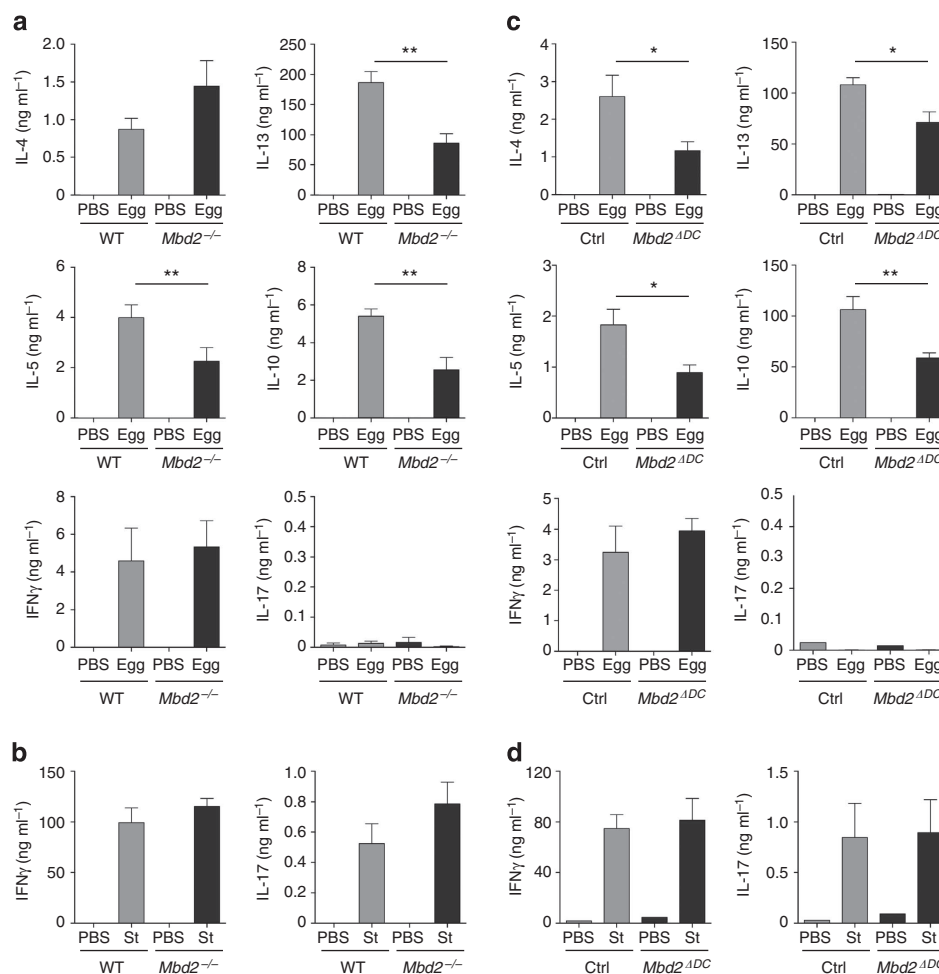 a
2.0
1.5
1.0
0.5
0
IL-4 (ng ml⁻¹)
PBS Egg PBS Egg
WT Mbd2⁻/⁻
250
200
150
100
50
0
IL-13 (ng ml⁻¹)
**
PBS Egg PBS Egg
WT Mbd2⁻/⁻
6
4
2
0
IL-5 (ng ml⁻¹)
**
PBS Egg PBS Egg
WT Mbd2⁻/⁻
8
6
4
2
0
IL-10 (ng ml⁻¹)
**
PBS Egg PBS Egg
WT Mbd2⁻/⁻
8
6
4
2
0
IFNγ (ng ml⁻¹)
PBS Egg PBS Egg
WT Mbd2⁻/⁻
0.5
0.4
0.3
0.2
0.1
0
IL-17 (ng ml⁻¹)
PBS Egg PBS Egg
WT Mbd2⁻/⁻
b
150
100
50
0
IFNγ (ng ml⁻¹)
PBS St PBS St
WT Mbd2⁻/⁻
1.0
0.8
0.6
0.4
0.2
0
IL-17 (ng ml⁻¹)
PBS St PBS St
WT Mbd2⁻/⁻
c
4
3
2
1
0
IL-4 (ng ml⁻¹)
*
PBS Egg PBS Egg
Ctrl Mbd2ᐃDC
150
100
50
0
IL-13 (ng ml⁻¹)
*
PBS Egg PBS Egg
Ctrl Mbd2ᐃDC
3
2
1
0
IL-5 (ng ml⁻¹)
*
PBS Egg PBS Egg
Ctrl Mbd2ᐃDC
150
100
50
0
IL-10 (ng ml⁻¹)
**
PBS Egg PBS Egg
Ctrl Mbd2ᐃDC
5
4
3
2
1
0
IFNγ (ng ml⁻¹)
PBS Egg PBS Egg
Ctrl Mbd2ᐃDC
0.5
0.4
0.3
0.2
0.1
0
IL-17 (ng ml⁻¹)
PBS Egg PBS Egg
Ctrl Mbd2ᐃDC
d
120
80
40
0
IFNγ (ng ml⁻¹)
PBS St PBS St
Ctrl Mbd2ᐃDC
1.5
1.0
0.5
0
IL-17 (ng ml⁻¹)
PBS St PBS St
Ctrl Mbd2ᐃDC